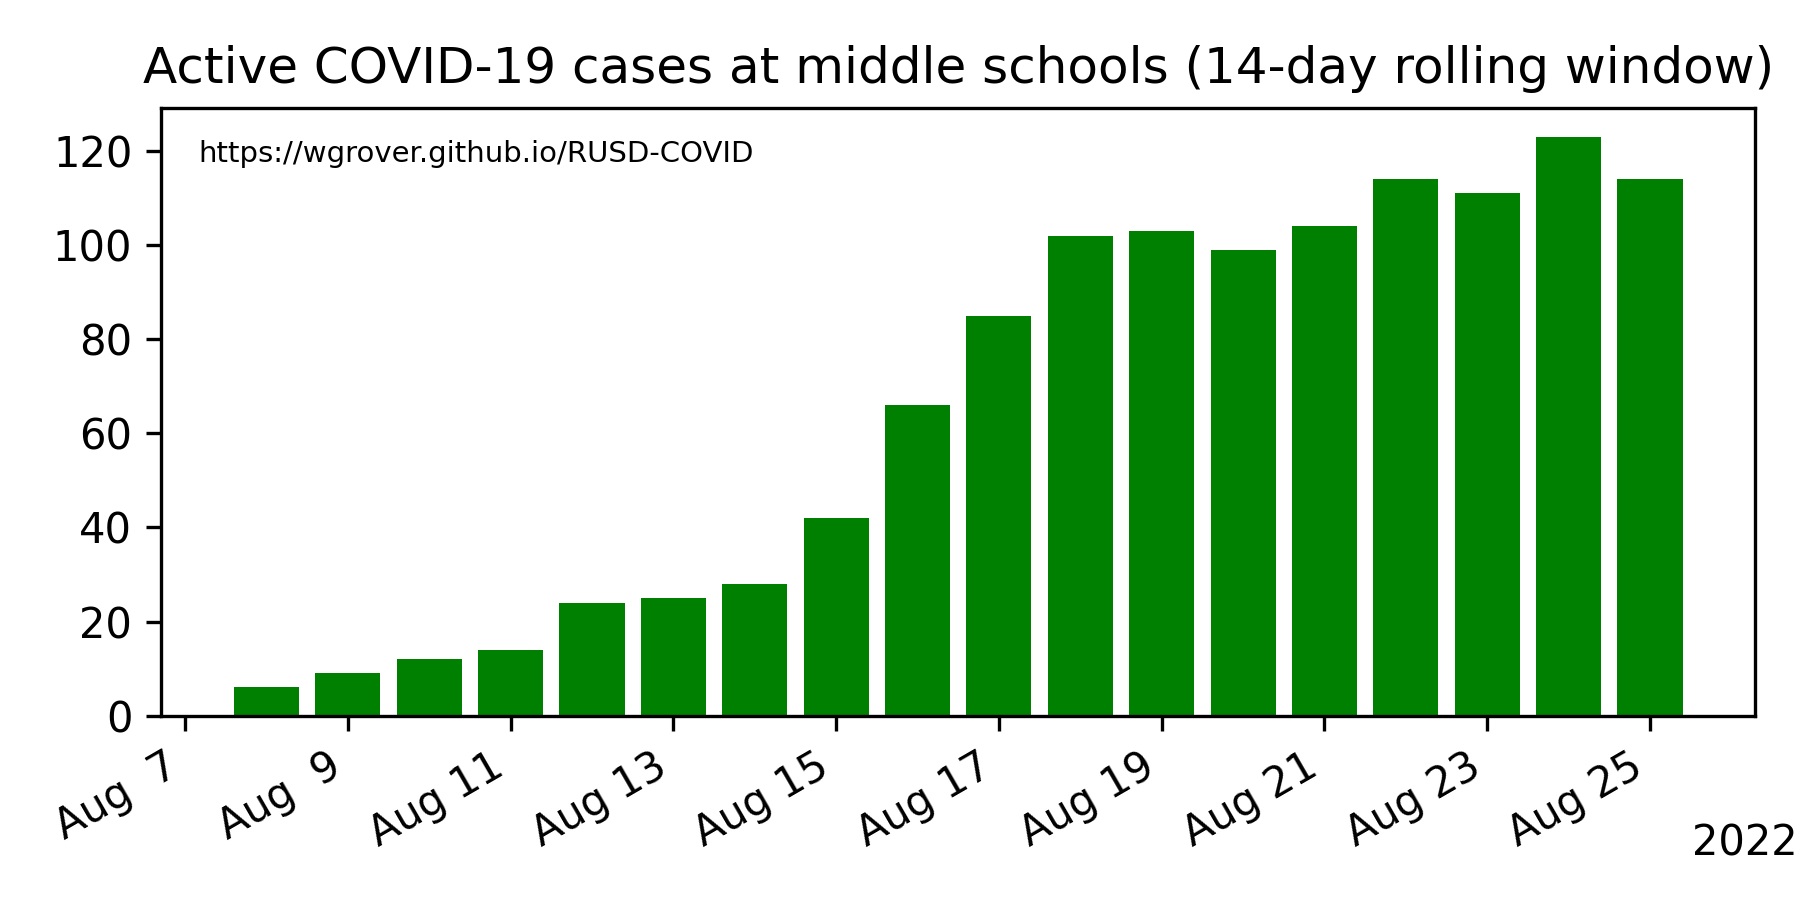 Active COVID-19 cases at middle schools (14-day rolling window)
https://wgrover.github.io/RUSD-COVID
120
100
80
60
40
20
0
Aug 7
Aug 9
Aug 11
Aug 13
Aug 15
Aug 17
Aug 19
Aug 21
Aug 23
Aug 25
2022